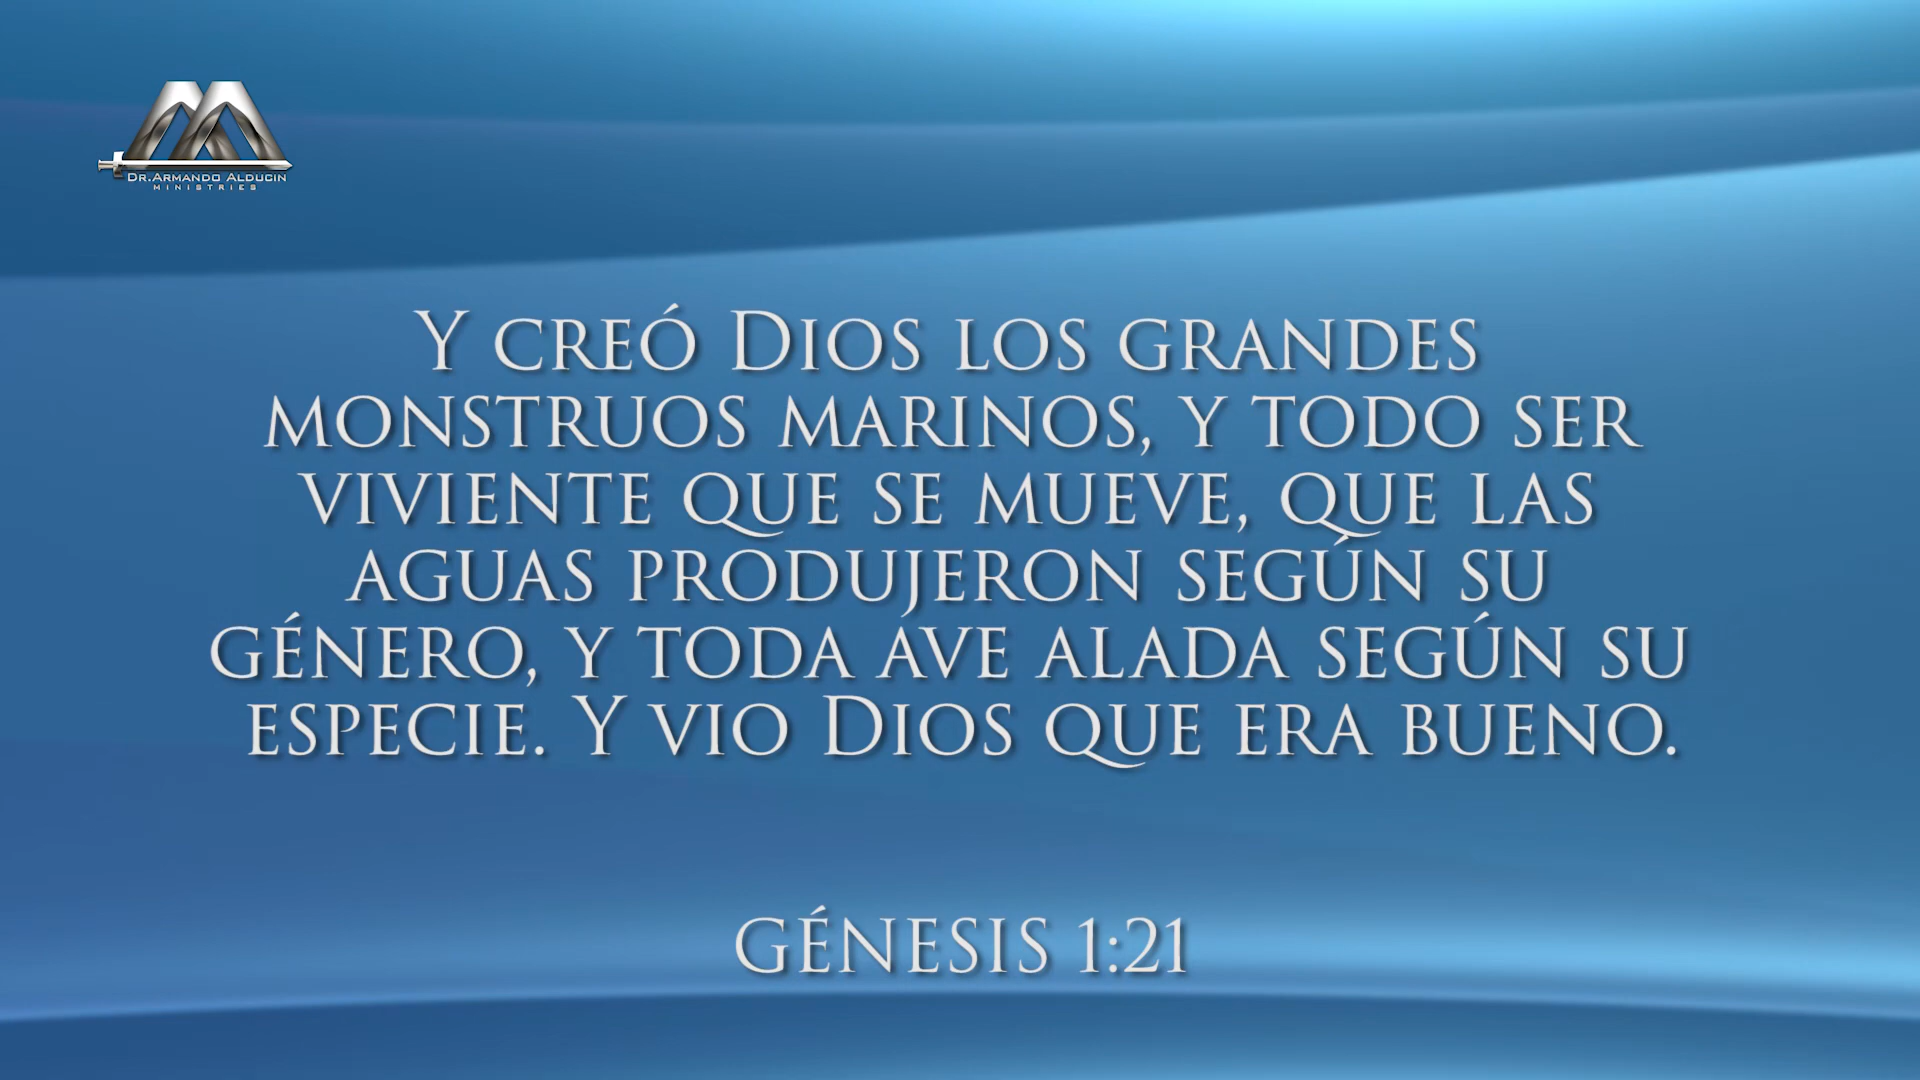 Dr. Armando Alducin
MINISTRIES
Y creó Dios los grandes
monstruos marinos, y todo ser
viviente que se mueve, que las
aguas produjeron según su
género, y toda ave alada según su
especie. Y vio Dios que era bueno.
Génesis 1:21